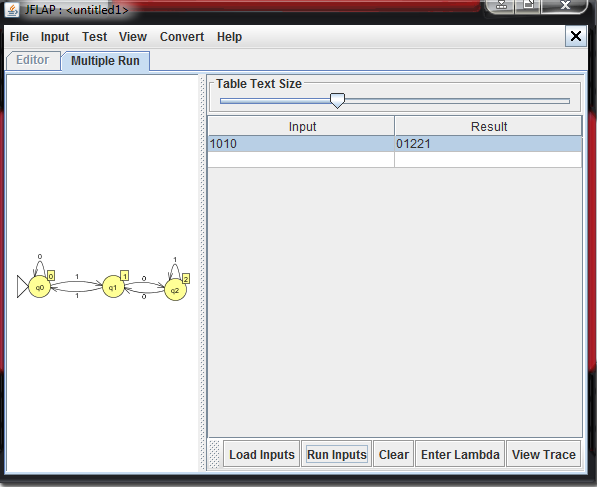 JFLAP : <untitled1>
File Input Test View Convert Help
Editor Multiple Run
Table Text Size
Input Result
1010 01221
0 1
0 1 1 1 2
q0 q1 0 q2
1 0
Load Inputs Run Inputs Clear Enter Lambda View Trace